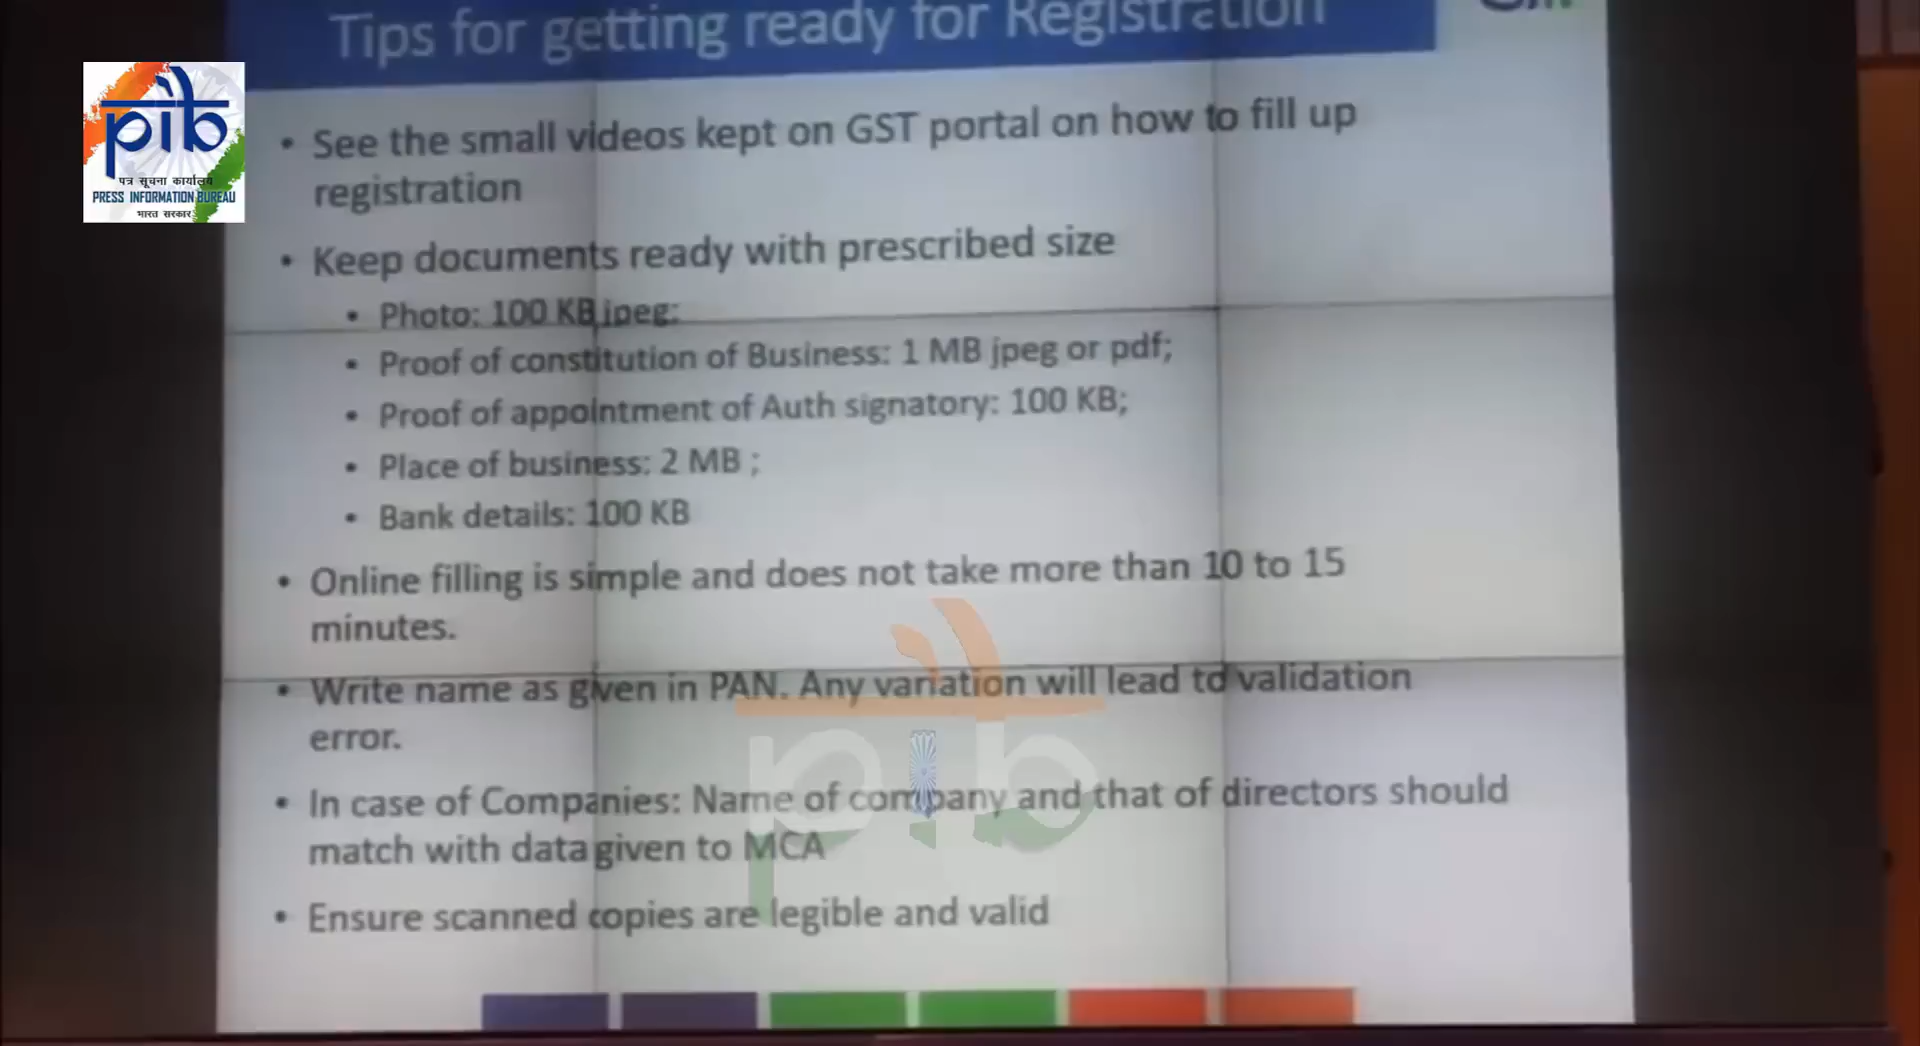 Tips for getting ready for Registration
pib
पत्र सूचना कार्यालय
PRESS INFORMATION BUREAU
भारत सरकार
• See the small videos kept on GST portal on how to fill up
registration
• Keep documents ready with prescribed size
• Photo: 100 KB jpeg;
• Proof of constitution of Business: 1 MB jpeg or pdf;
• Proof of appointment of Auth signatory: 100 KB;
• Place of business: 2 MB ;
• Bank details: 100 KB
• Online filling is simple and does not take more than 10 to 15
minutes.
• Write name as given in PAN. Any variation will lead to validation
error.
• In case of Companies: Name of company and that of directors should
match with data given to MCA
• Ensure scanned copies are legible and valid
pib